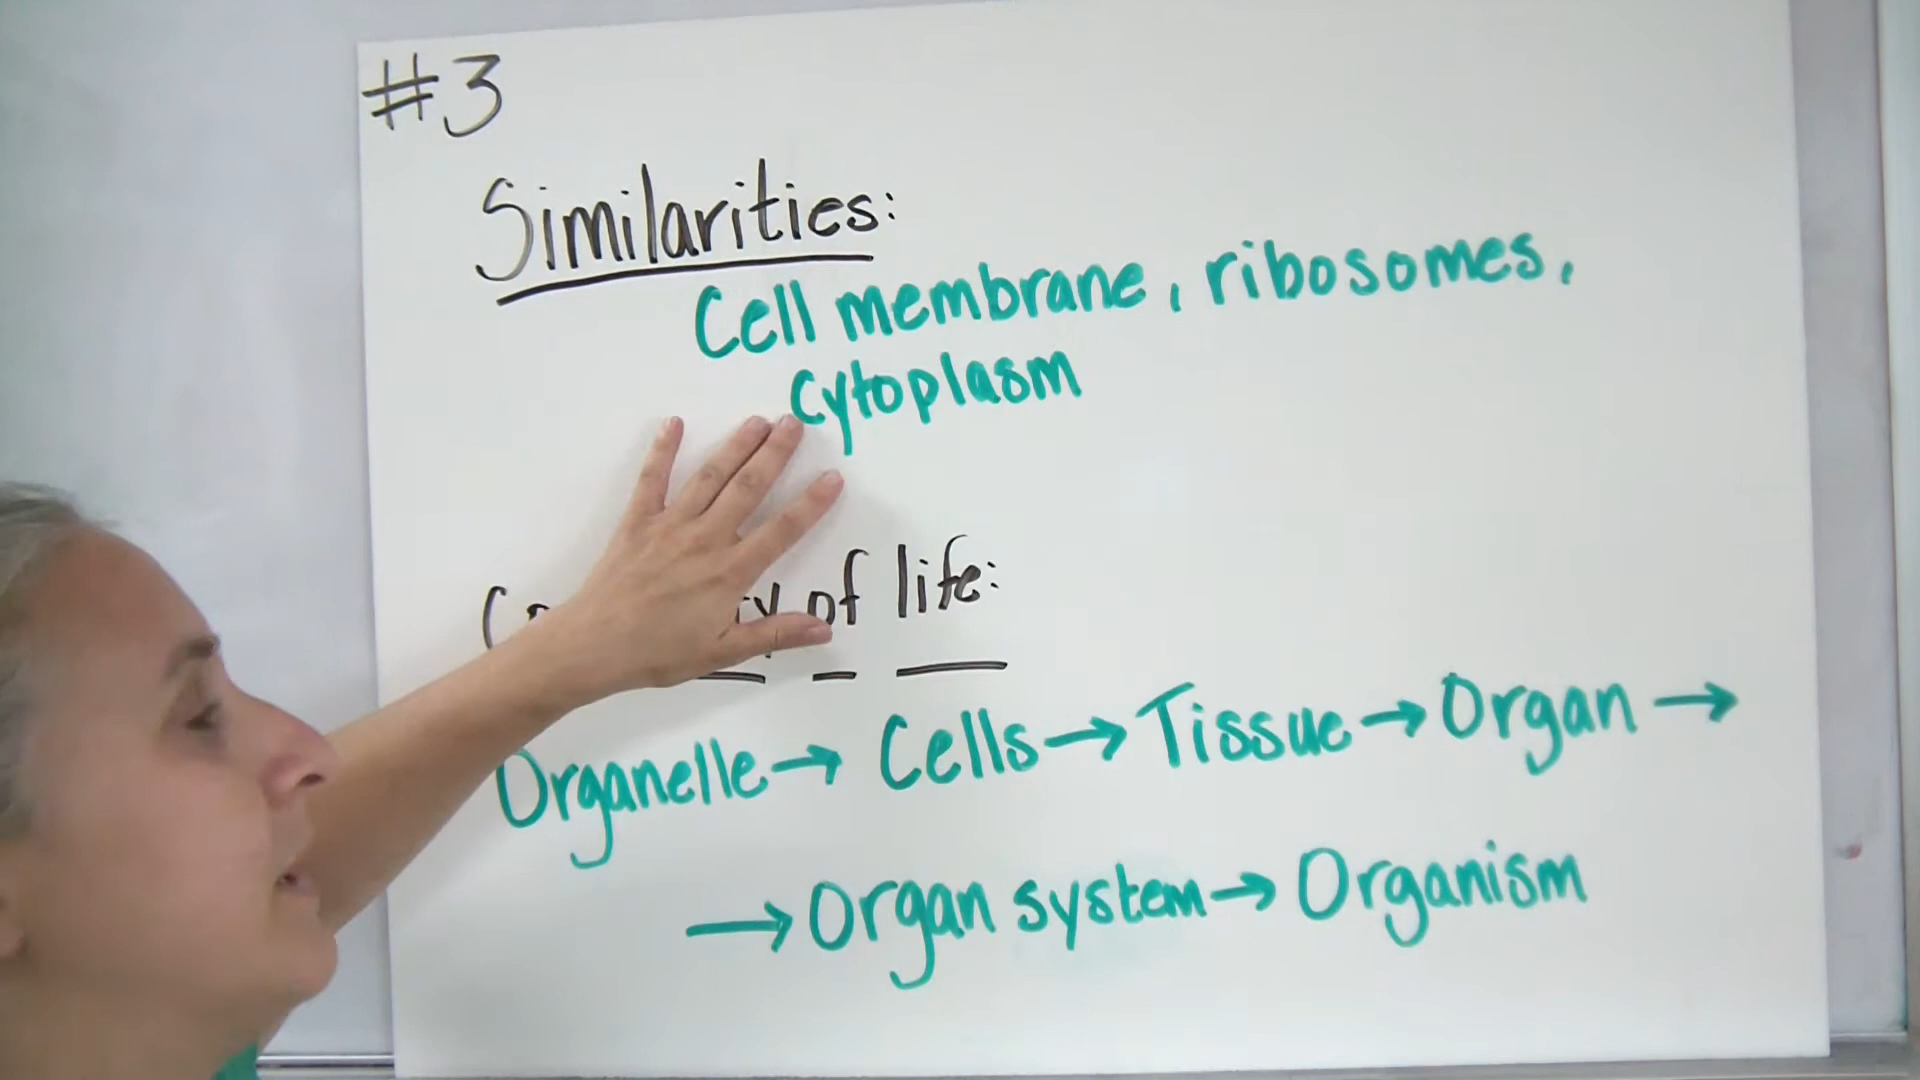 #3
Similarities:
Cell membrane, ribosomes,
cytoplasm
of life:
Organelle → Cells → Tissue → Organ →
→ Organ system → Organism